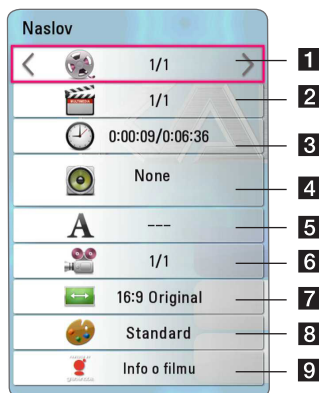 Naslov
1/1 1
1/1 2
0:00:09/0:06:36 3
None 4
A --- 5
1/1 6
16:9 Original 7
Standard 8
Info o filmu 9